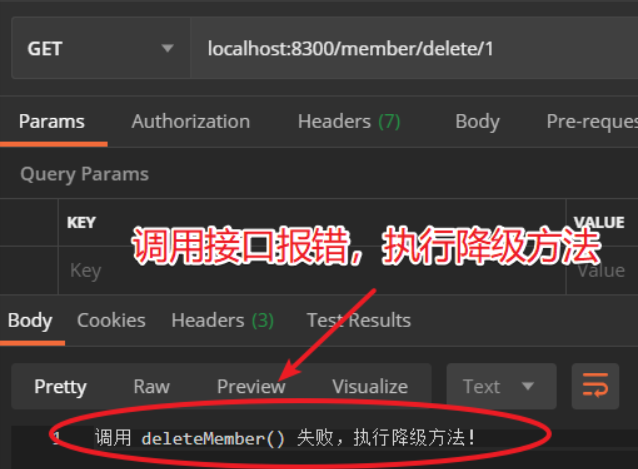 GET localhost:8300/member/delete/1
Params Authorization Headers (7) Body Pre-reques
Query Params
KEY VALUE
调用接口报错，执行降级方法
Key Value
Body Cookies Headers (3) Test Results
Pretty Raw Preview Visualize Text
1 调用 deleteMember() 失败，执行降级方法！